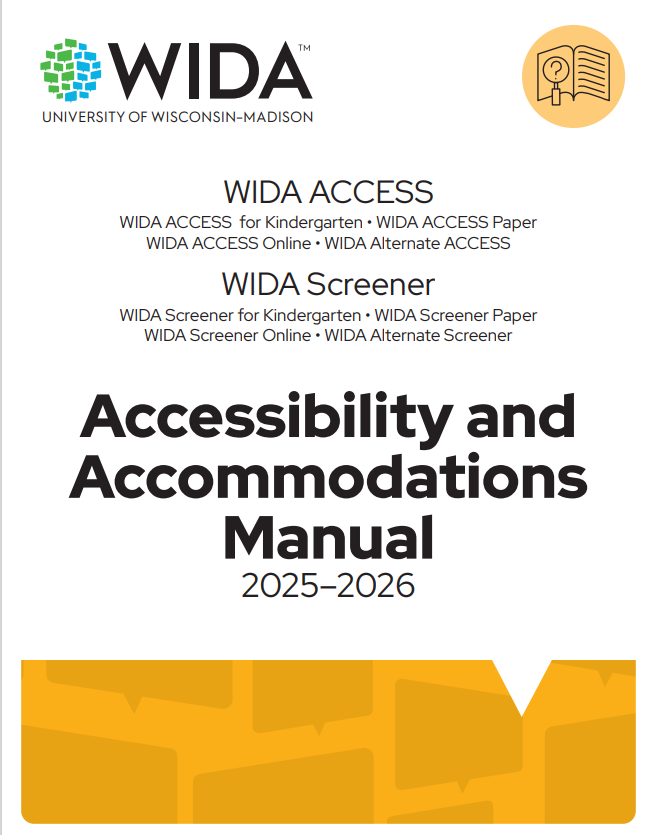 WIDA™
UNIVERSITY OF WISCONSIN–MADISON
?
WIDA ACCESS
WIDA ACCESS for Kindergarten • WIDA ACCESS Paper
WIDA ACCESS Online • WIDA Alternate ACCESS
WIDA Screener
WIDA Screener for Kindergarten • WIDA Screener Paper
WIDA Screener Online • WIDA Alternate Screener
Accessibility and
Accommodations
Manual
2025–2026